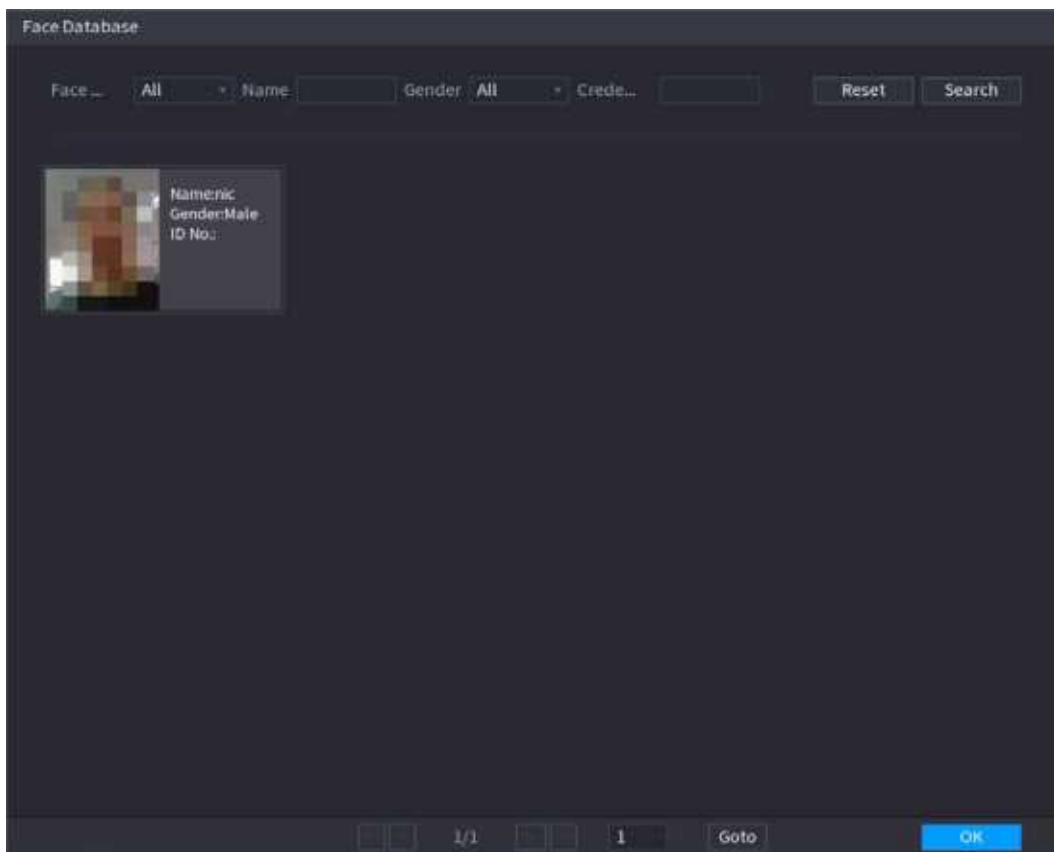 Face Database
Face ... All Name Gender All Crede... Reset Search
Name:nic
Gender:Male
ID No.:
1/1 1 Goto OK